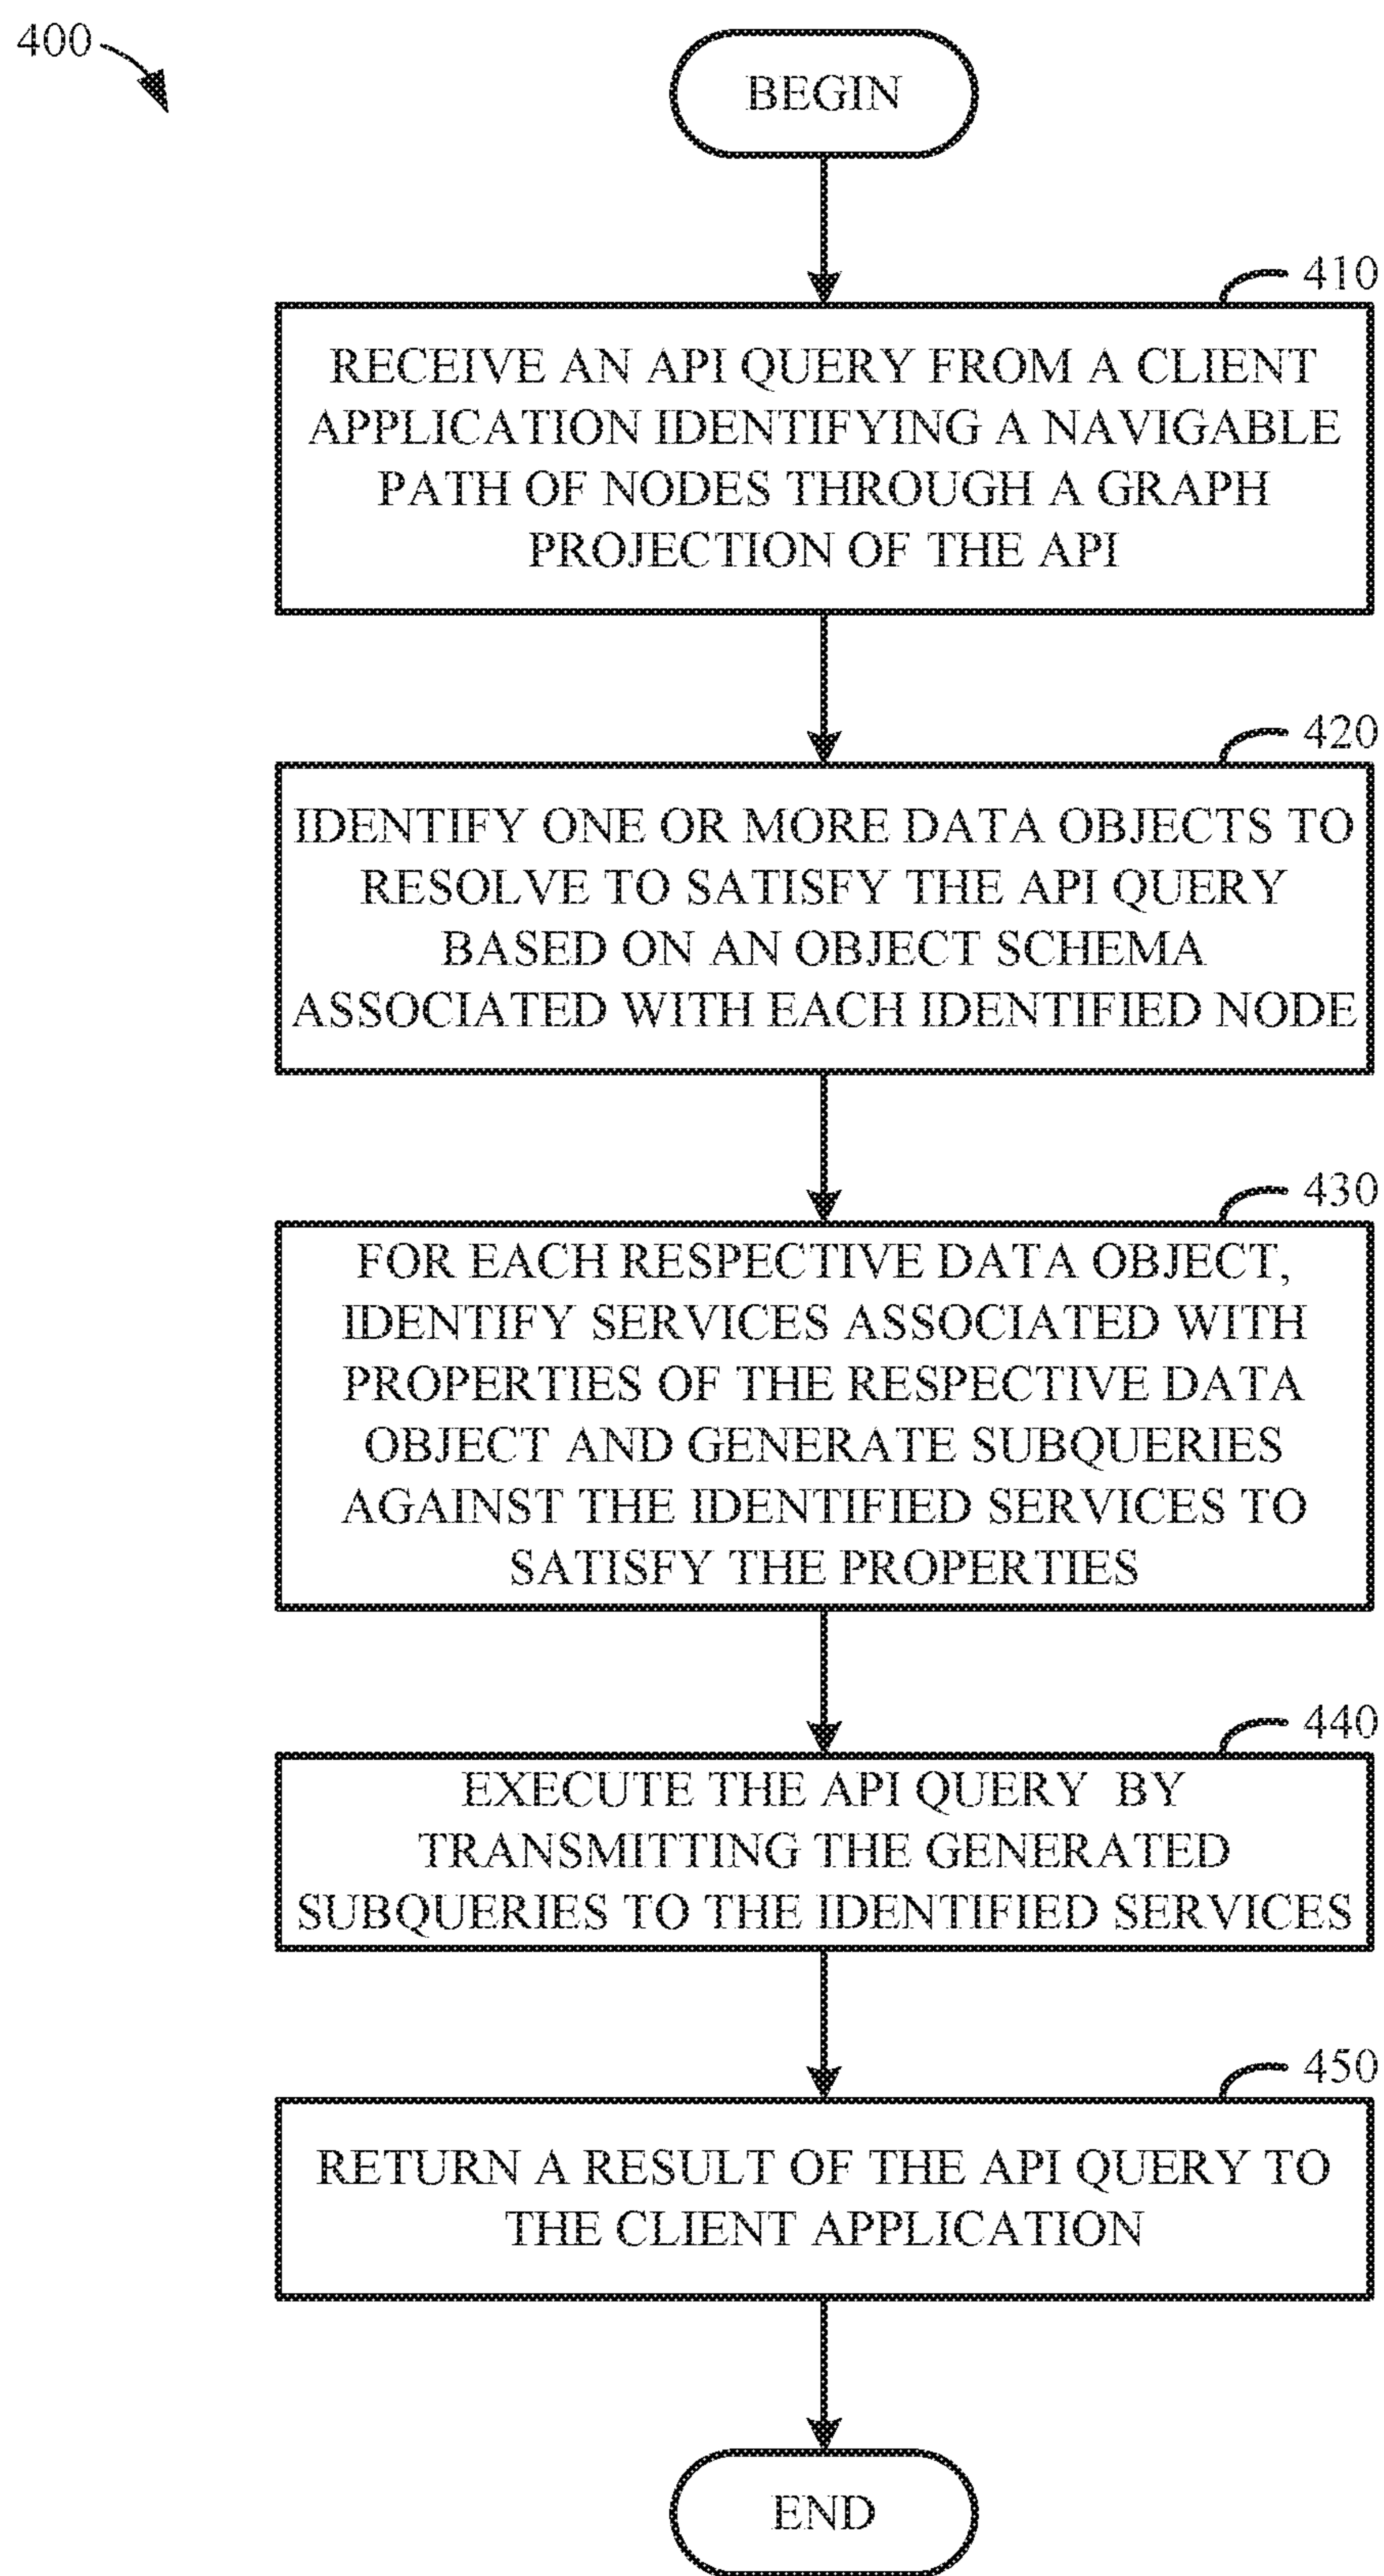 400
BEGIN
410
RECEIVE AN API QUERY FROM A CLIENT
APPLICATION IDENTIFYING A NAVIGABLE
PATH OF NODES THROUGH A GRAPH
PROJECTION OF THE API
420
IDENTIFY ONE OR MORE DATA OBJECTS TO
RESOLVE TO SATISFY THE API QUERY
BASED ON AN OBJECT SCHEMA
ASSOCIATED WITH EACH IDENTIFIED NODE
430
FOR EACH RESPECTIVE DATA OBJECT,
IDENTIFY SERVICES ASSOCIATED WITH
PROPERTIES OF THE RESPECTIVE DATA
OBJECT AND GENERATE SUBQUERIES
AGAINST THE IDENTIFIED SERVICES TO
SATISFY THE PROPERTIES
440
EXECUTE THE API QUERY BY
TRANSMITTING THE GENERATED
SUBQUERIES TO THE IDENTIFIED SERVICES
450
RETURN A RESULT OF THE API QUERY TO
THE CLIENT APPLICATION
END